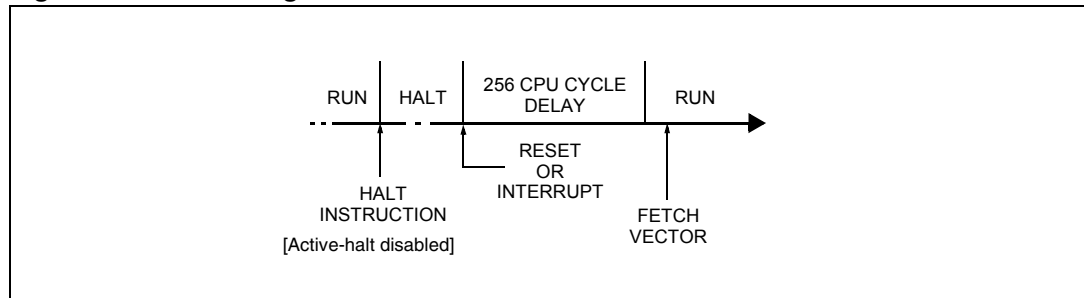 RUN
HALT
256 CPU CYCLE
DELAY
RUN
RESET
OR
INTERRUPT
HALT
INSTRUCTION
[Active-halt disabled]
FETCH
VECTOR